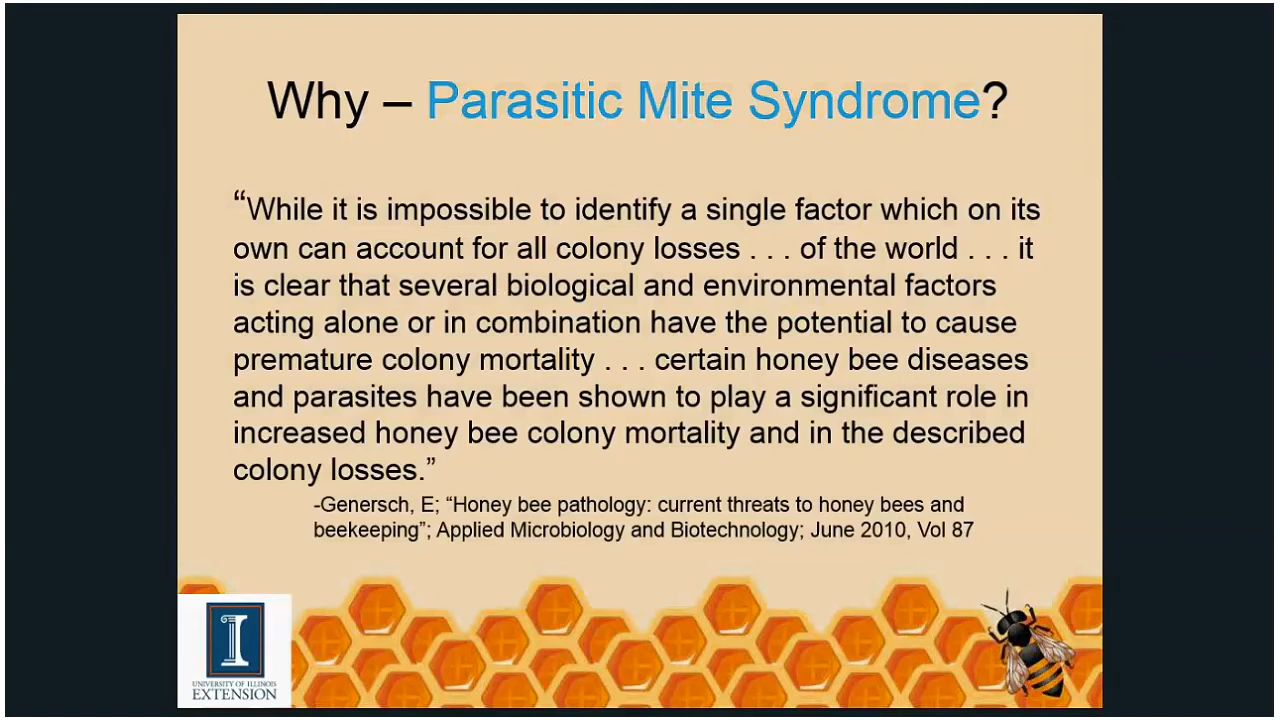 Why – Parasitic Mite Syndrome?
“While it is impossible to identify a single factor which on its
own can account for all colony losses . . . of the world . . . it
is clear that several biological and environmental factors
acting alone or in combination have the potential to cause
premature colony mortality . . . certain honey bee diseases
and parasites have been shown to play a significant role in
increased honey bee colony mortality and in the described
colony losses.”
-Genersch, E; “Honey bee pathology: current threats to honey bees and
beekeeping”; Applied Microbiology and Biotechnology; June 2010, Vol 87
I
UNIVERSITY OF ILLINOIS
EXTENSION